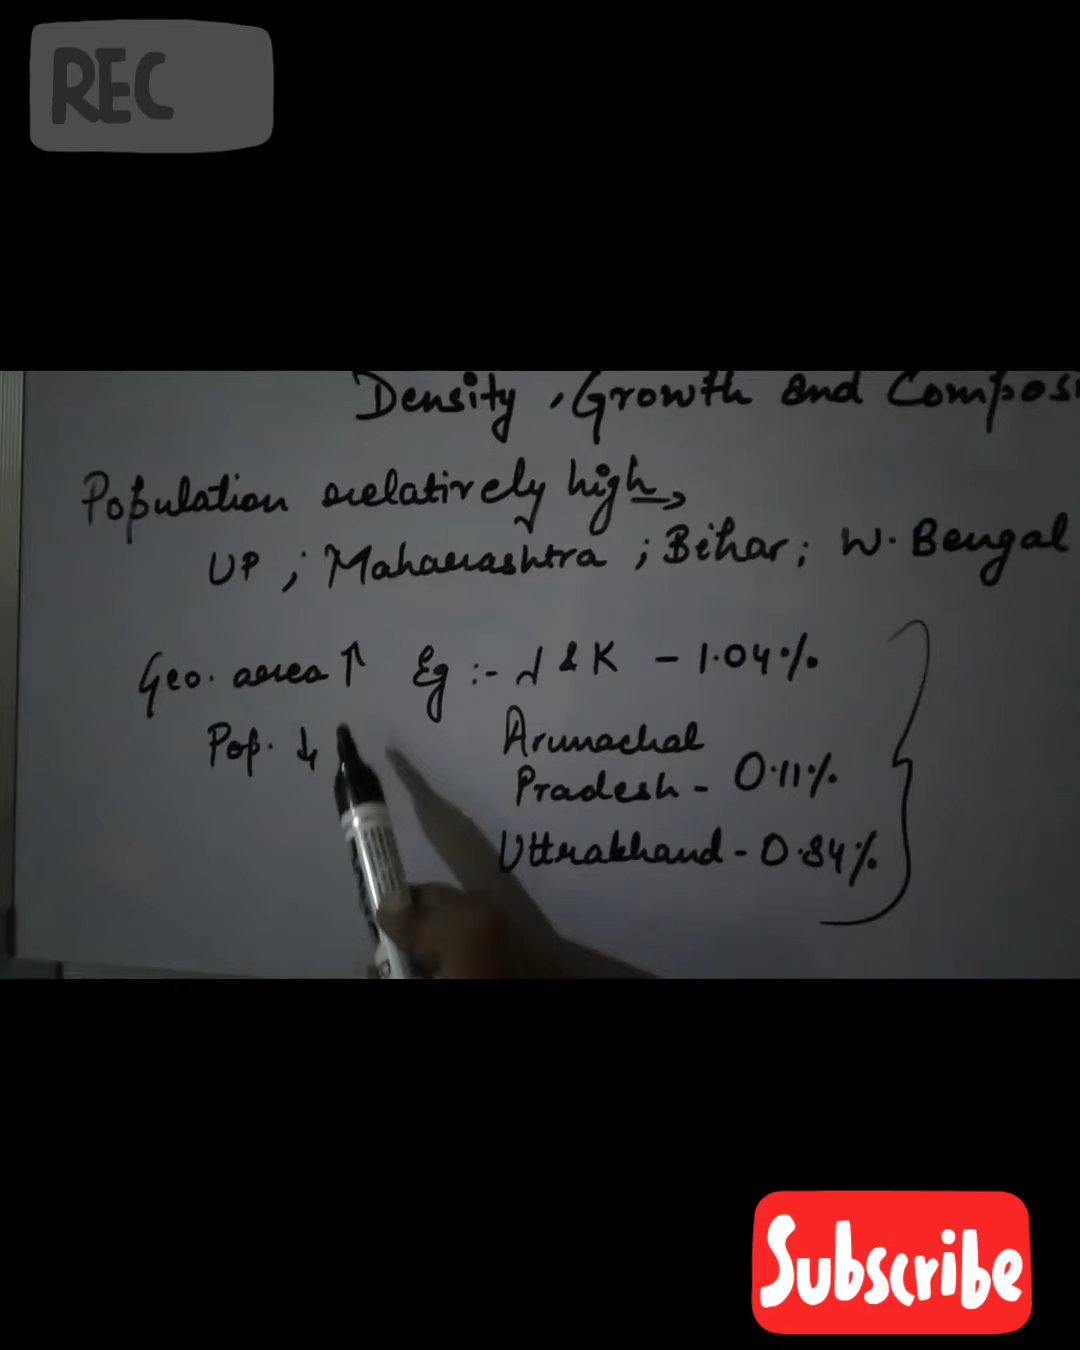 REC
Density, Growth and Composi
Population relatively high →
UP ; Maharashtra ; Bihar ; W. Bengal
Geo. area ↑ Eg :- J & K - 1.04%
Pop. ↓ Arunachal
Pradesh - 0.11%
Uttrakhand - 0.84%
Subscribe